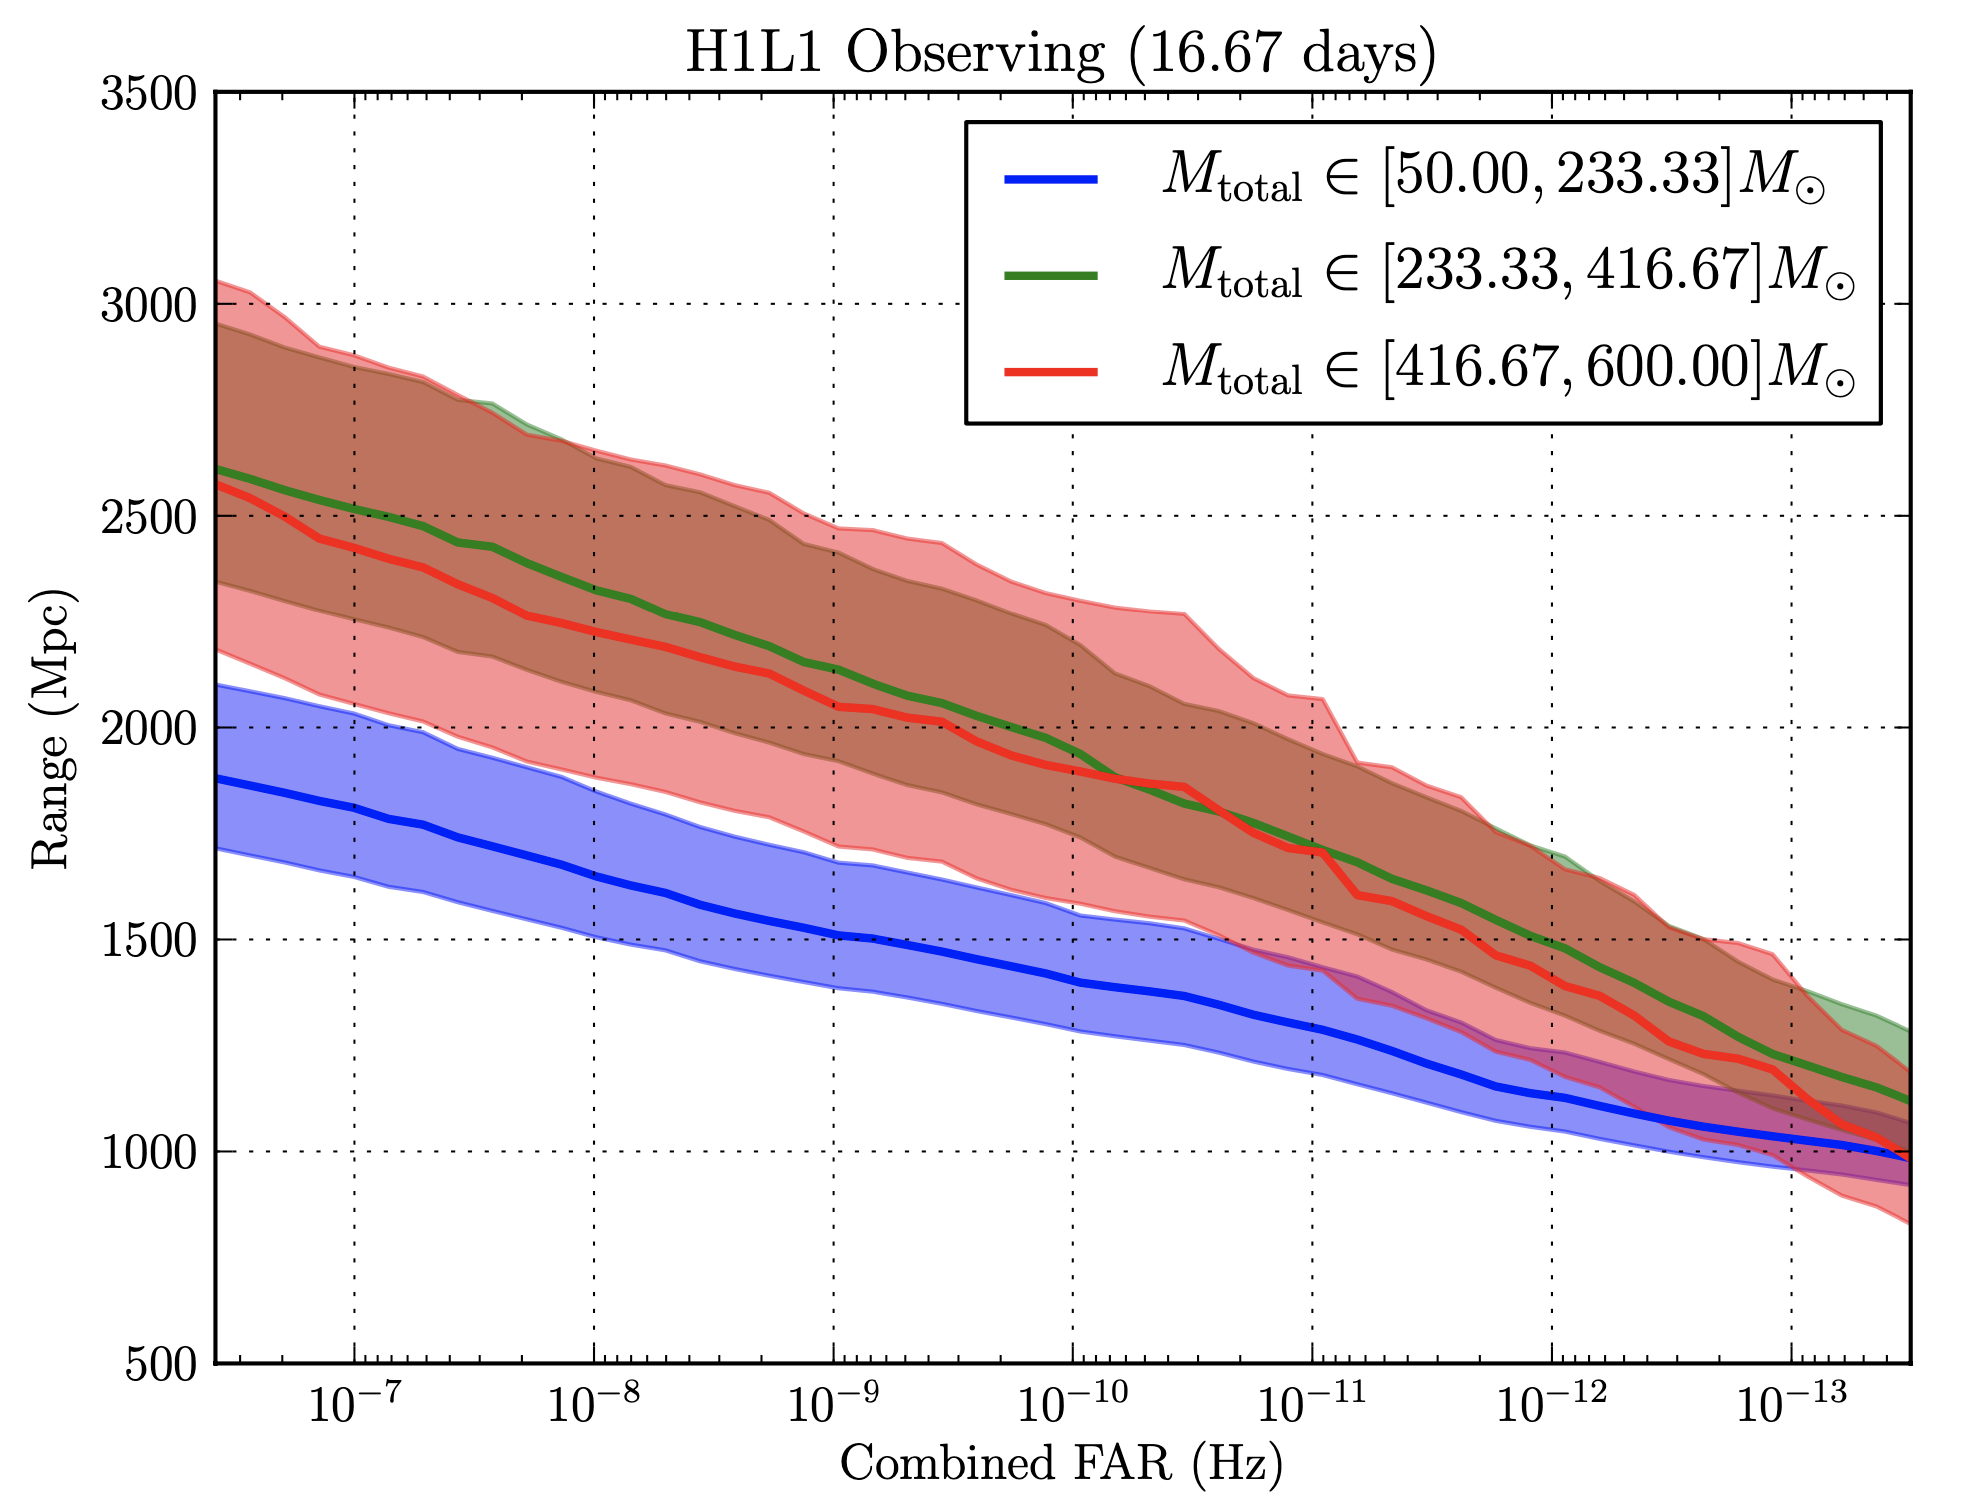 H1L1 Observing (16.67 days)
3500
3000
2500
2000
1500
1000
500
Range (Mpc)
M_total ∈ [50.00, 233.33]M_⊙
M_total ∈ [233.33, 416.67]M_⊙
M_total ∈ [416.67, 600.00]M_⊙
10⁻⁷ 10⁻⁸ 10⁻⁹ 10⁻¹⁰ 10⁻¹¹ 10⁻¹² 10⁻¹³
Combined FAR (Hz)